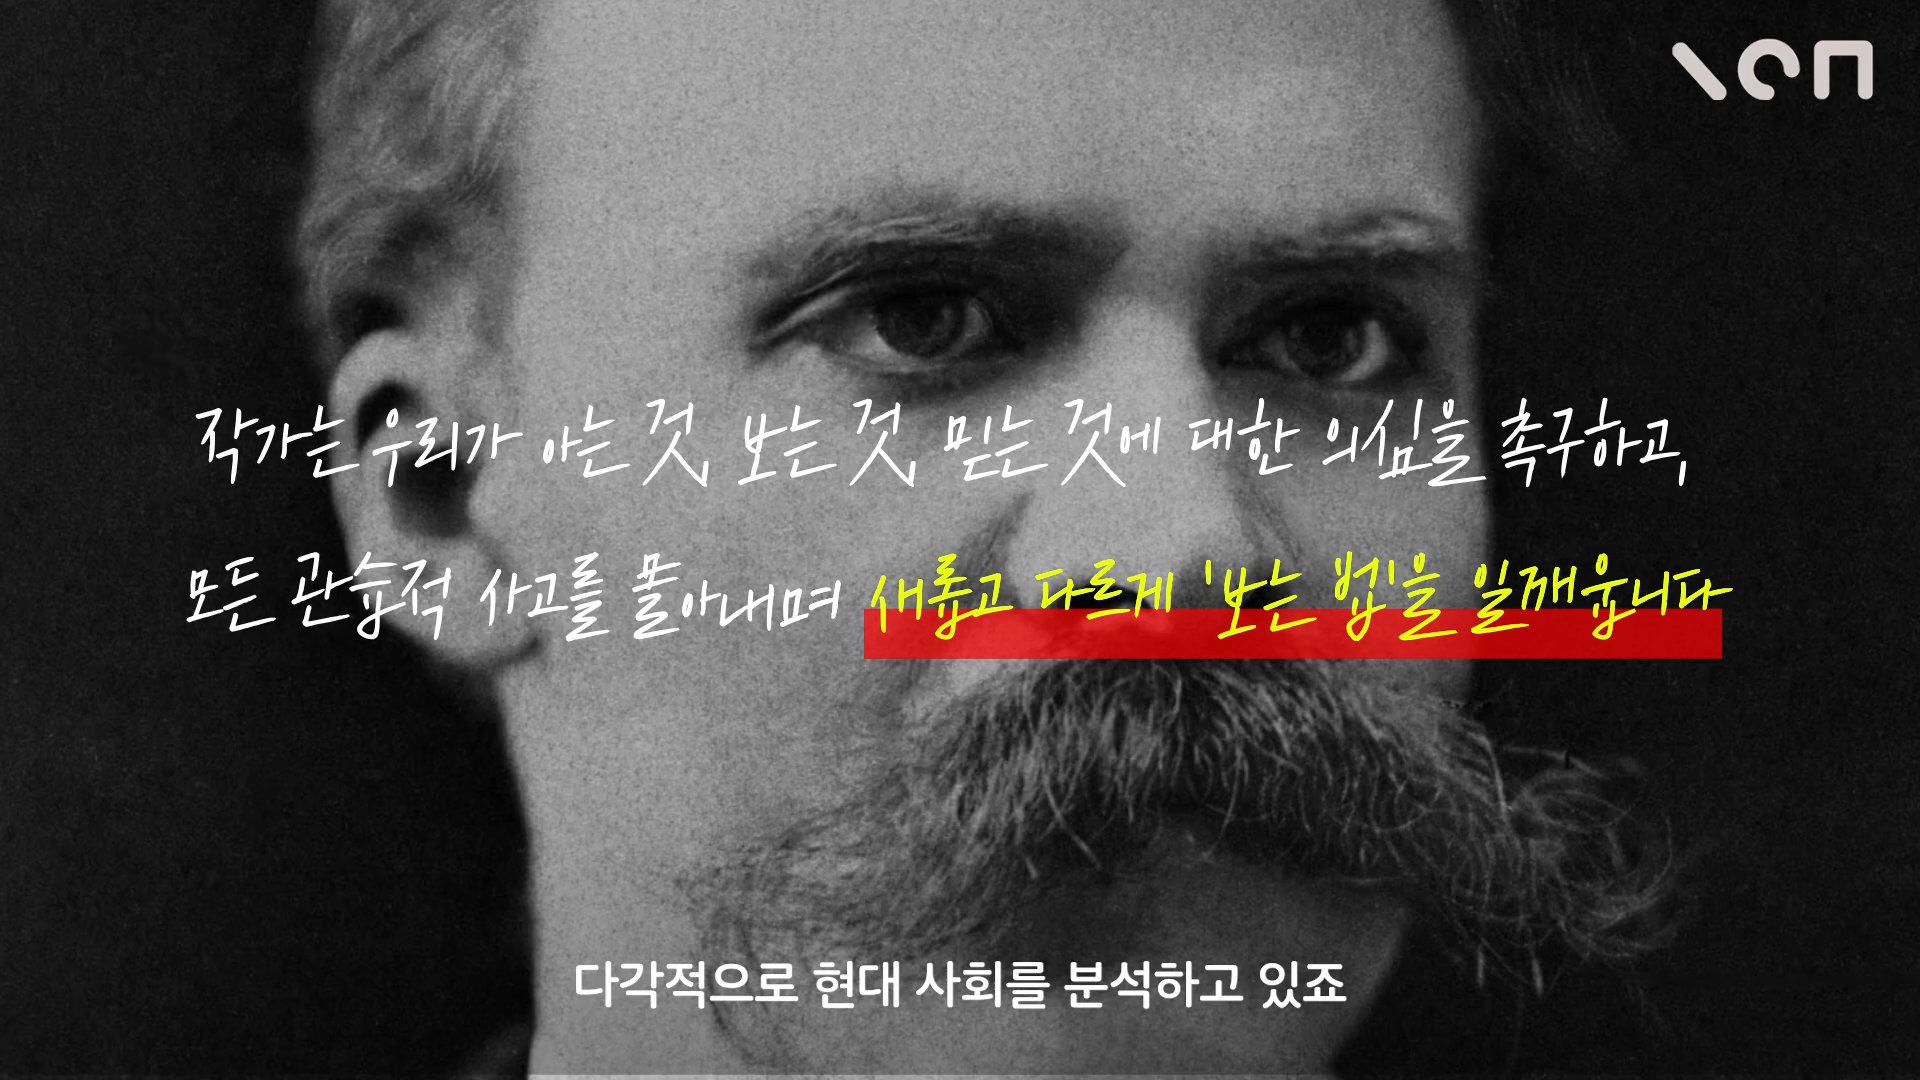 작가는 우리가 아는 것, 보는 것, 믿는 것에 대한 의심을 촉구하고,
모든 관습적 사고를 몰아내며 새롭고 다르게 '보는 법'을 일깨웁니다
다각적으로 현대 사회를 분석하고 있죠